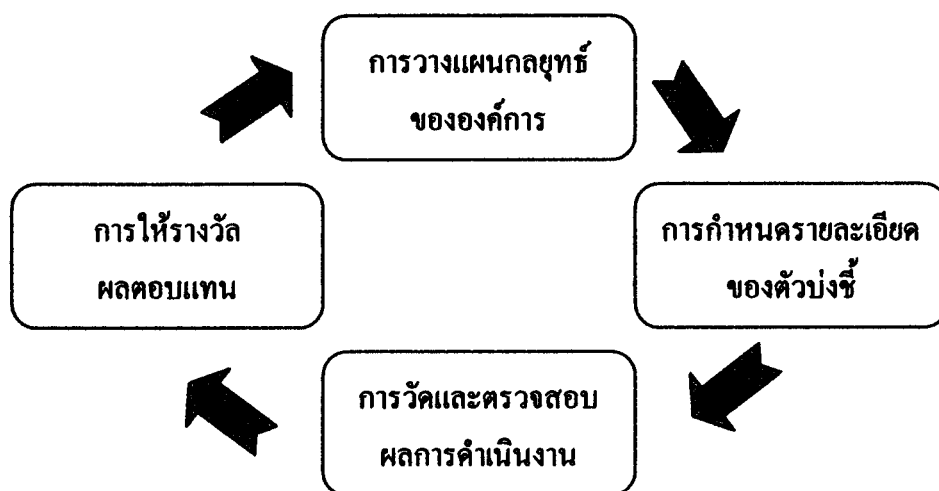 การวางแผนกลยุทธ์
ขององค์การ
การให้รางวัล
ผลตอบแทน
การกำหนดรายละเอียด
ของตัวบ่งชี้
การวัดและตรวจสอบ
ผลการดำเนินงาน